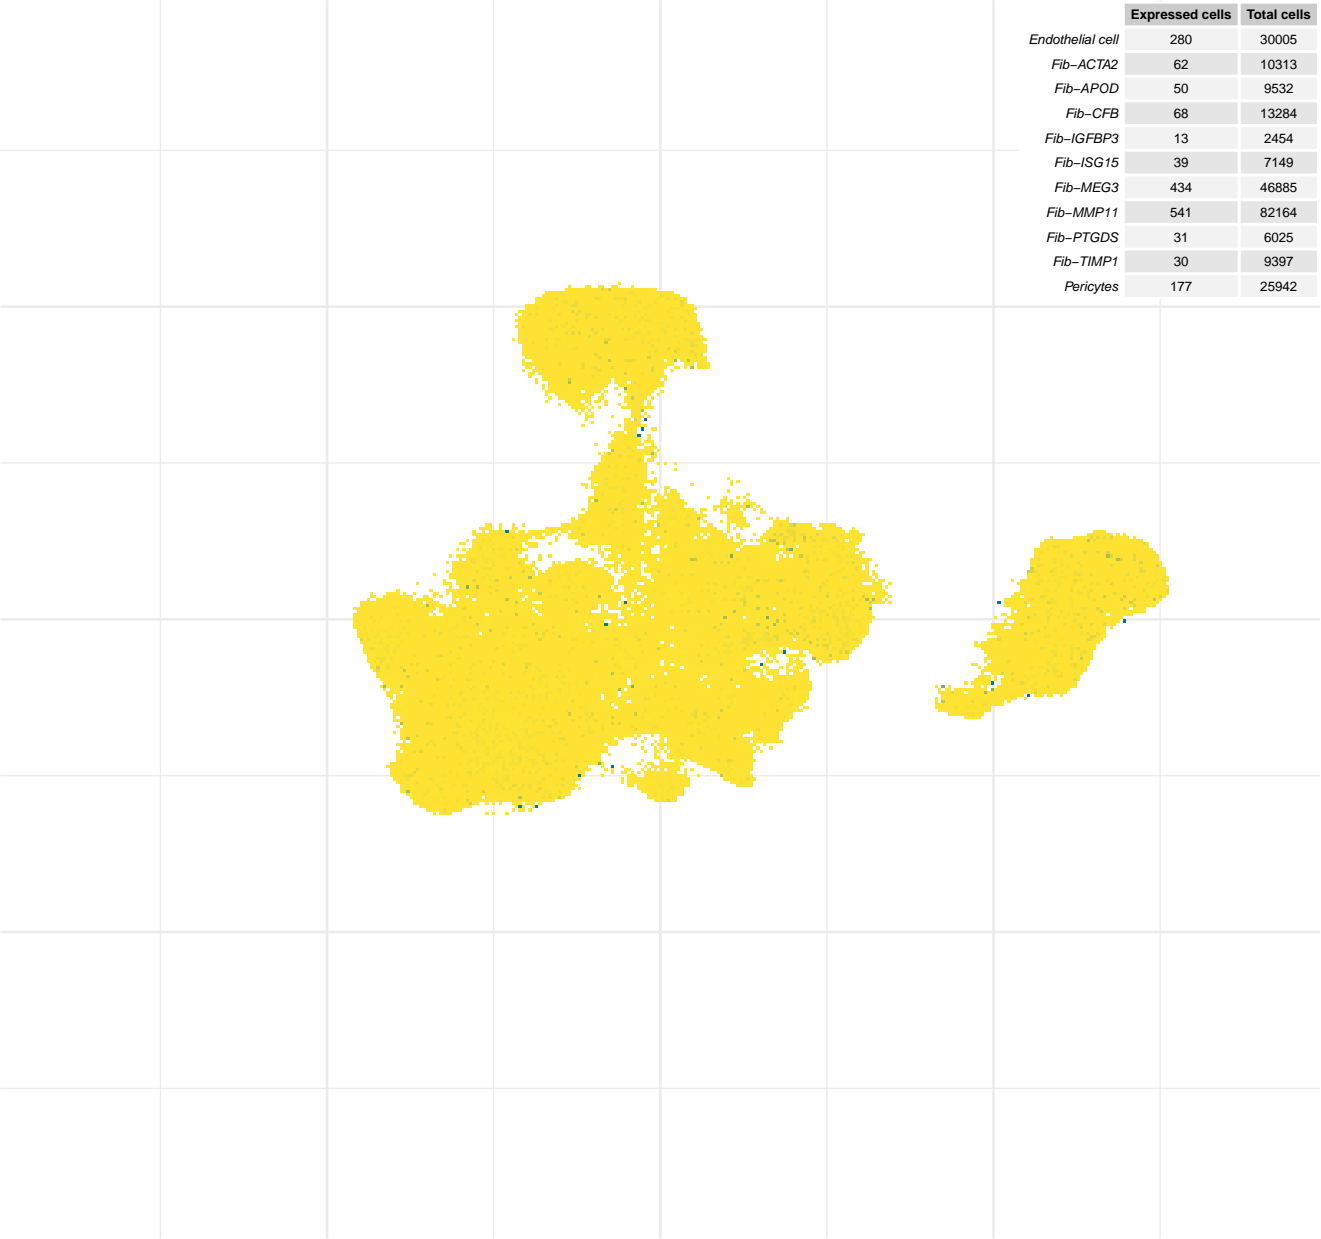 Expressed cells Total cells
Endothelial cell 280 30005
Fib−ACTA2 62 10313
Fib−APOD 50 9532
Fib−CFB 68 13284
Fib−IGFBP3 13 2454
Fib−ISG15 39 7149
Fib−MEG3 434 46885
Fib−MMP11 541 82164
Fib−PTGDS 31 6025
Fib−TIMP1 30 9397
Pericytes 177 25942